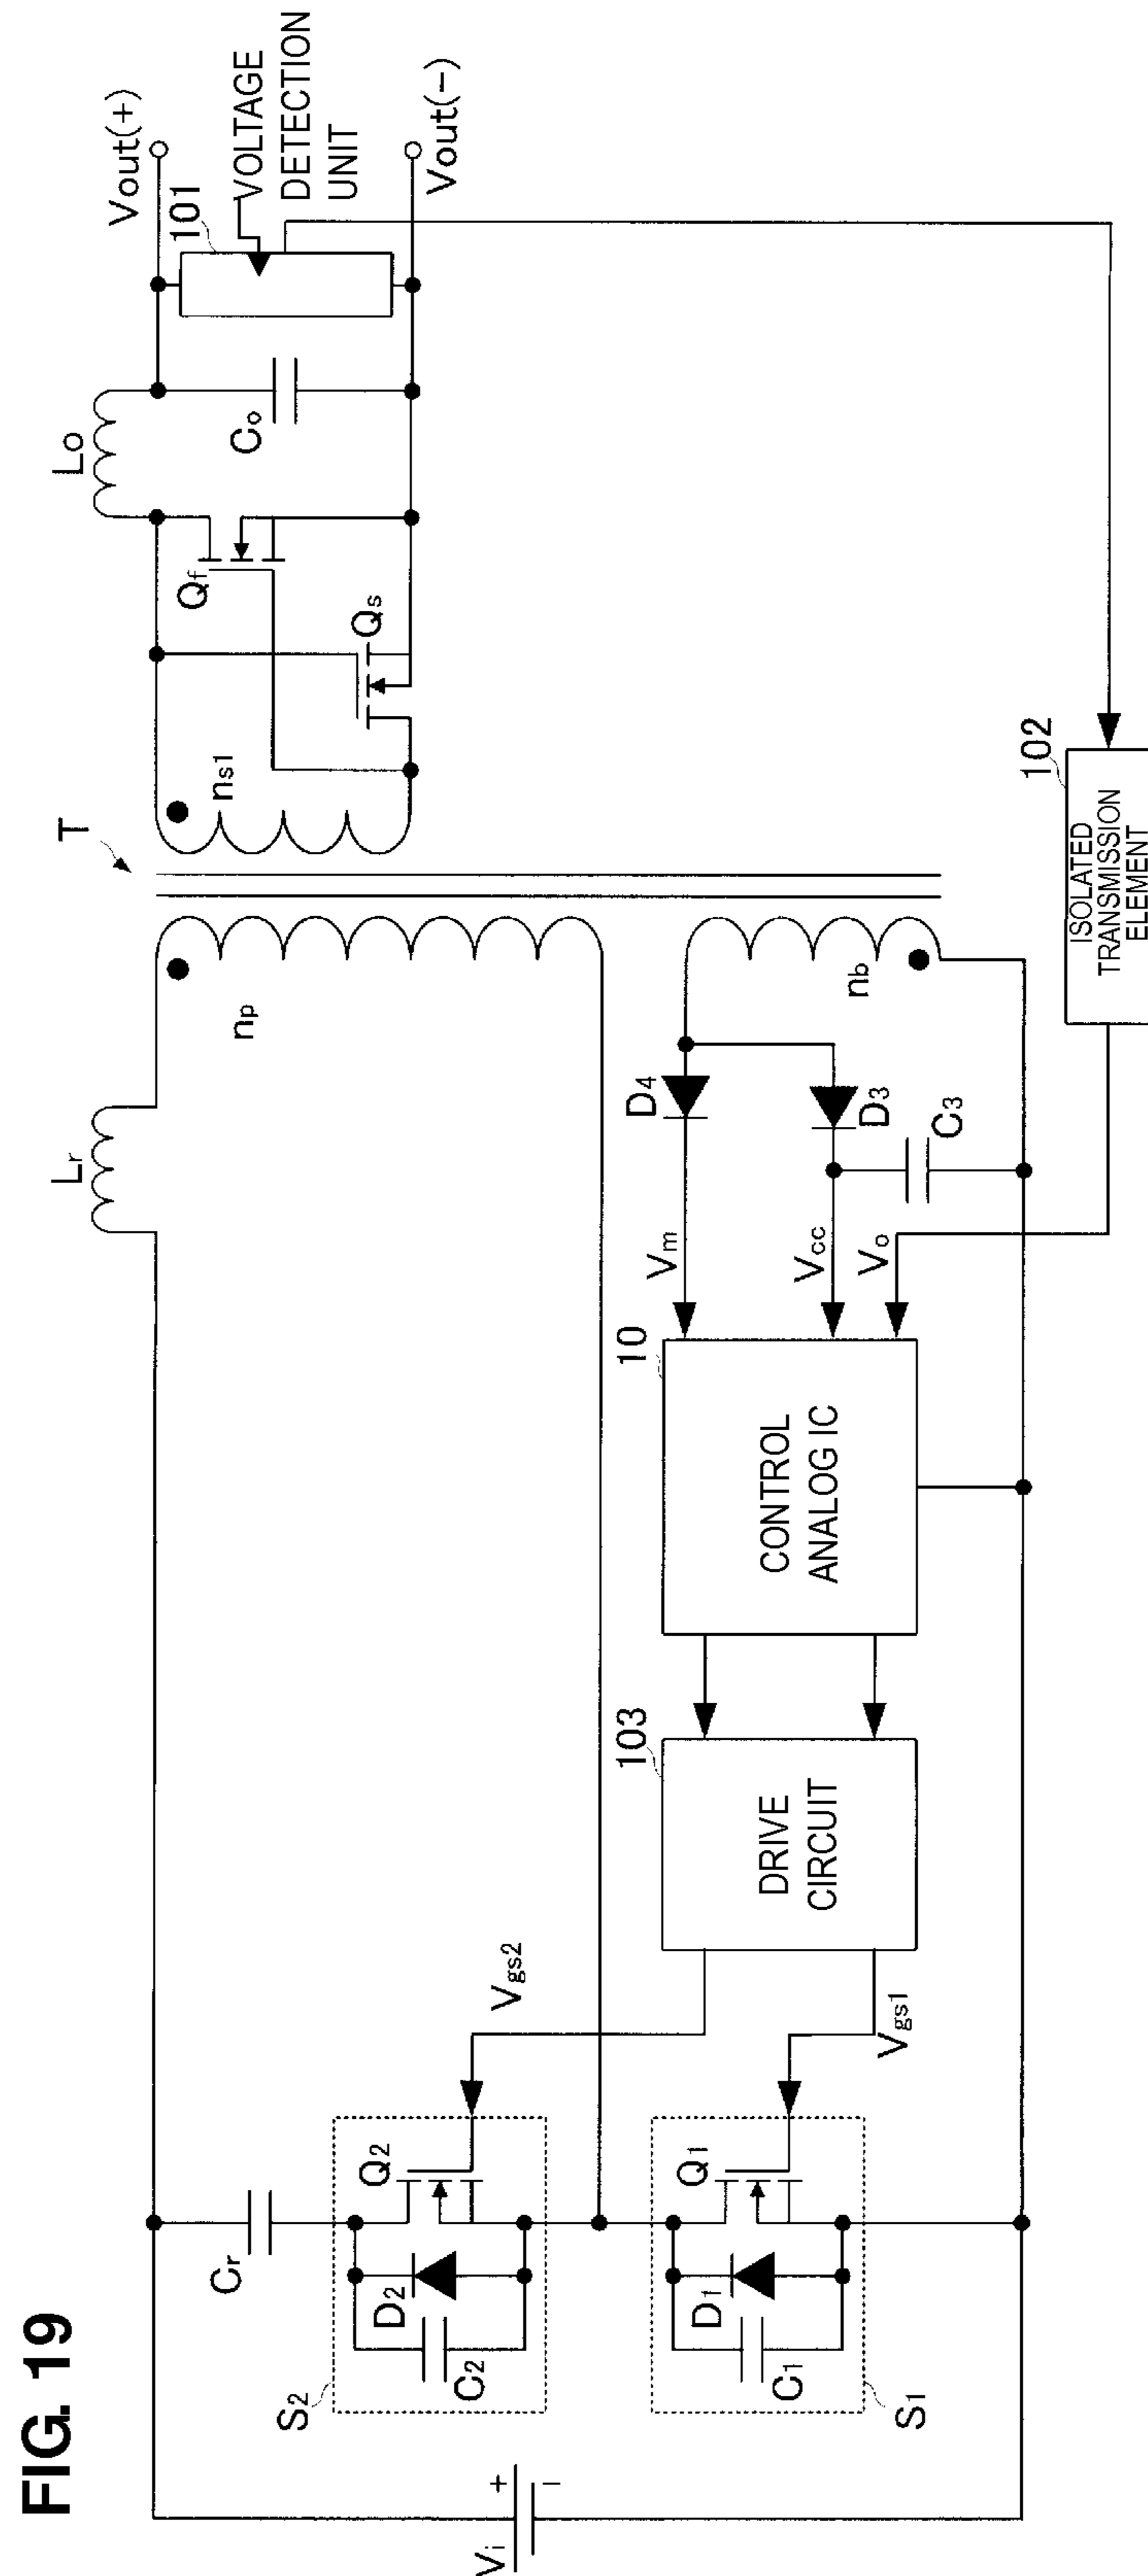 FIG. 19
Vi
+
−
Cr
S2
D2
C2
Q2
Vgs2
S1
D1
C1
Q1
Vgs1
103
DRIVE
CIRCUIT
10
CONTROL
ANALOG IC
Vm
Vcc
Vo
D4
D3
C3
Lr
np
nb
T
ns1
Qs
Qf
Lo
Co
101
VOLTAGE
DETECTION
UNIT
Vout(+)
Vout(−)
102
ISOLATED
TRANSMISSION
ELEMENT